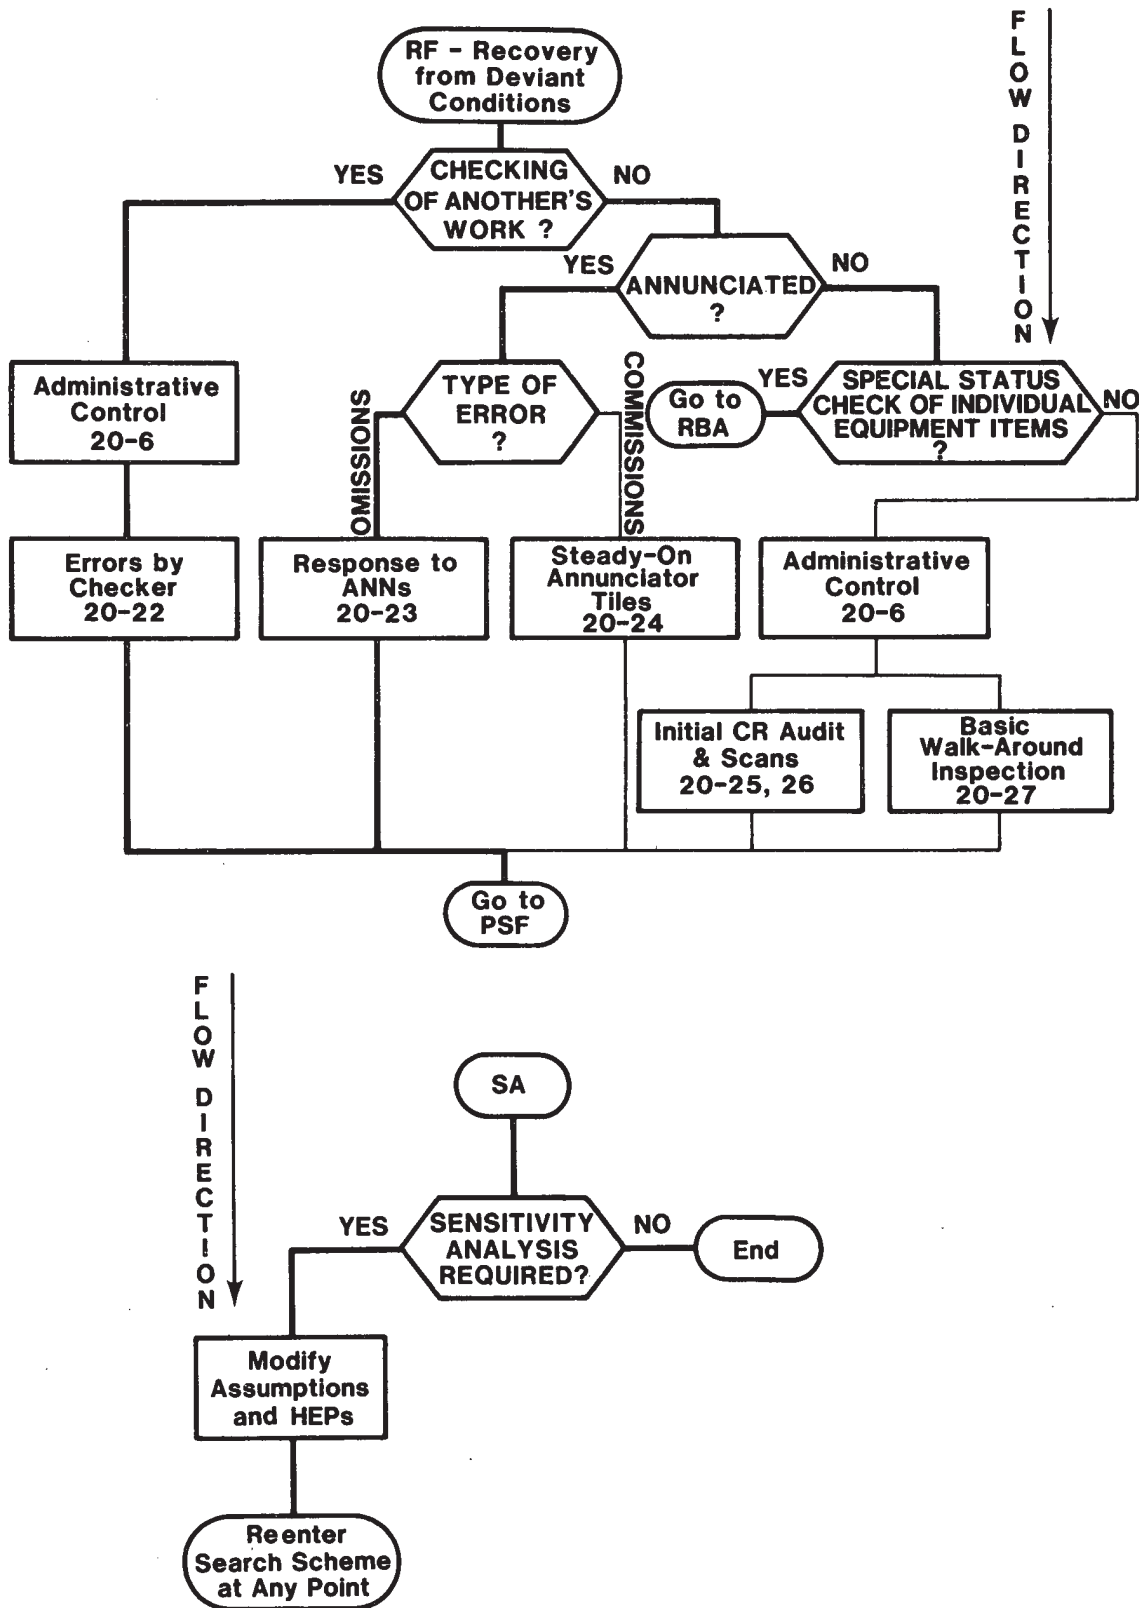 FLOW DIRECTION
RF - Recovery
from Deviant
Conditions
YES
CHECKING
OF ANOTHER'S
WORK ?
NO
YES
ANNUNCIATED
?
NO
Administrative
Control
20-6
OMISSIONS
TYPE OF
ERROR
?
COMMISSIONS
Go to
RBA
YES
SPECIAL STATUS
CHECK OF INDIVIDUAL
EQUIPMENT ITEMS
?
NO
Errors by
Checker
20-22
Response to
ANNs
20-23
Steady-On
Annunciator
Tiles
20-24
Administrative
Control
20-6
Initial CR Audit
& Scans
20-25, 26
Basic
Walk-Around
Inspection
20-27
Go to
PSF
FLOW DIRECTION
SA
YES
SENSITIVITY
ANALYSIS
REQUIRED?
NO
End
Modify
Assumptions
and HEPs
Reenter
Search Scheme
at Any Point